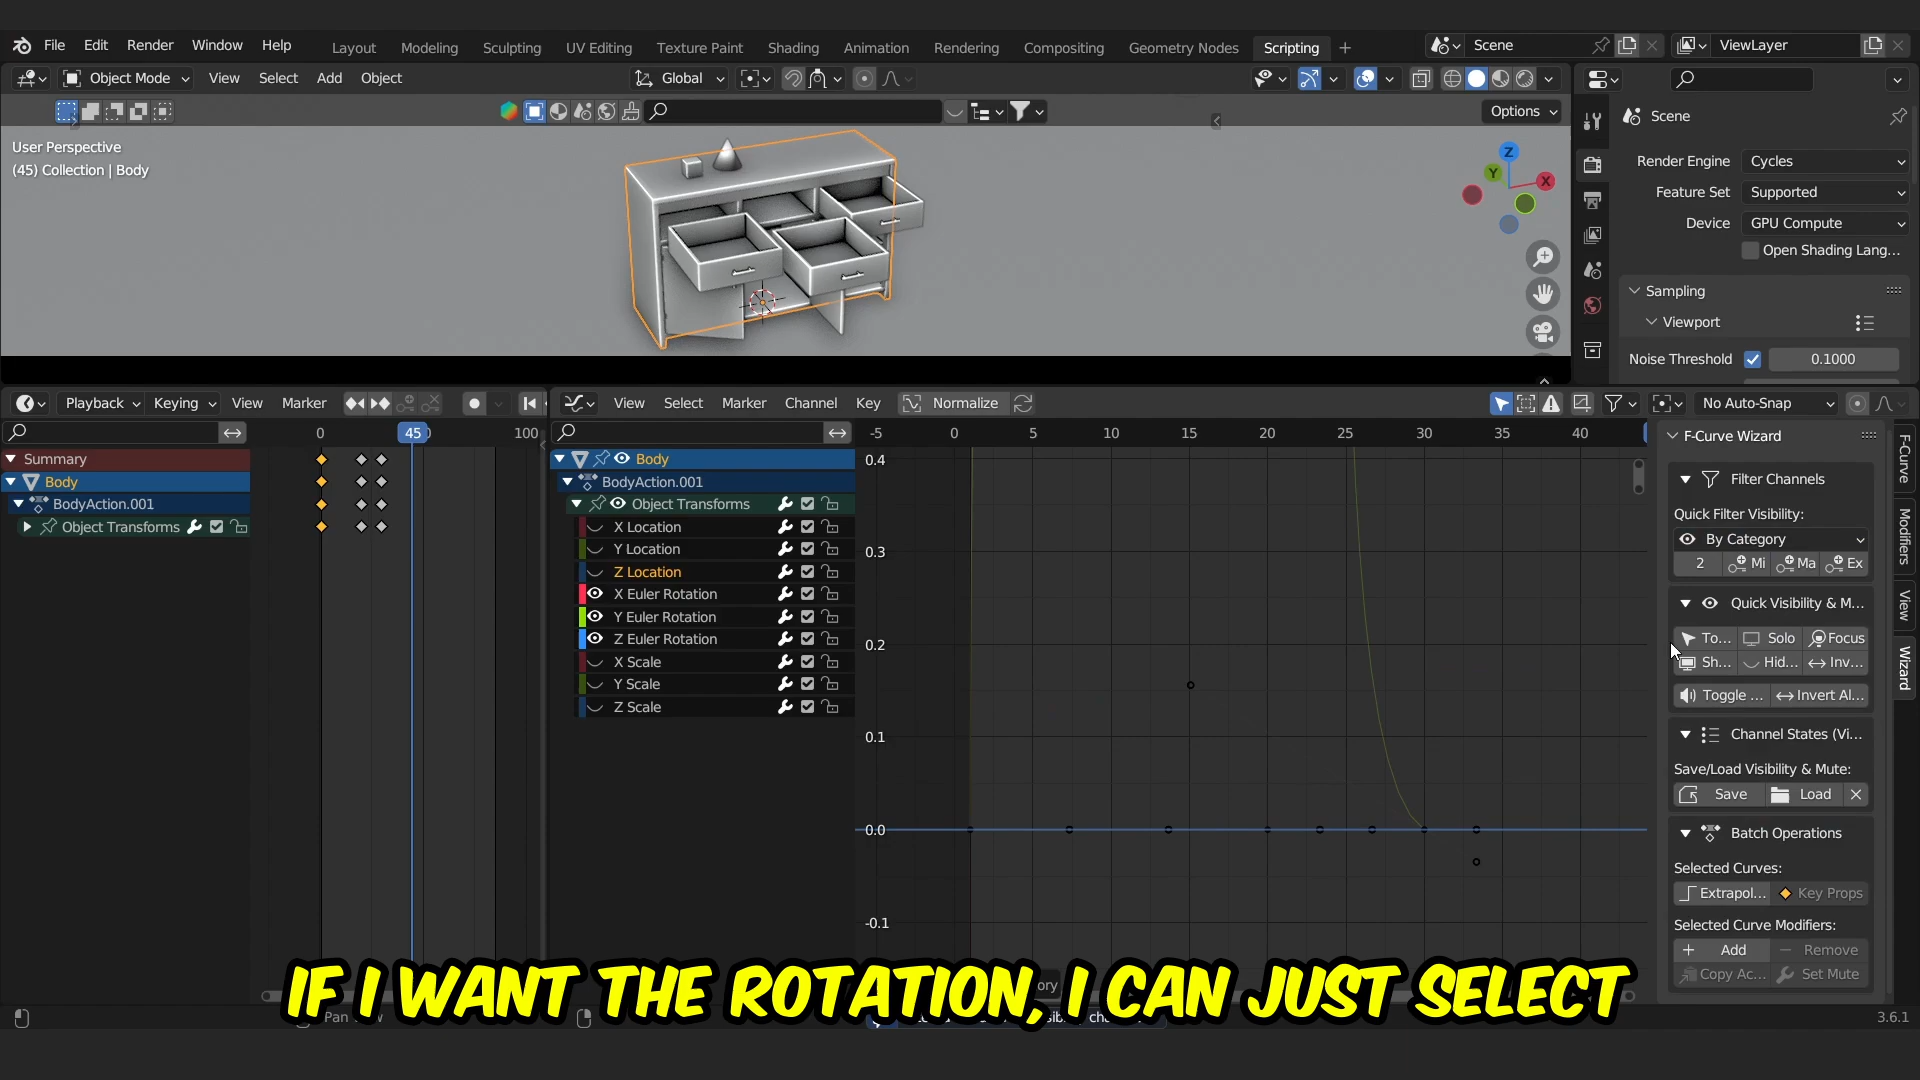 File Edit Render Window Help Layout Modeling Sculpting UV Editing Texture Paint Shading Animation Rendering Compositing Geometry Nodes Scripting Scene ViewLayer
Object Mode View Select Add Object Global
Options
User Perspective
(45) Collection | Body
Z
Y
X
Scene
Render Engine Cycles
Feature Set Supported
Device GPU Compute
Open Shading Lang...
Sampling
Viewport
Noise Threshold 0.1000
Playback Keying View Marker
View Select Marker Channel Key Normalize No Auto-Snap
0 45 100
-5 0 5 10 15 20 25 30 35 40
Summary
Body
BodyAction.001
Object Transforms
Body
BodyAction.001
Object Transforms
X Location
Y Location
Z Location
X Euler Rotation
Y Euler Rotation
Z Euler Rotation
X Scale
Y Scale
Z Scale
0.4
0.3
0.2
0.1
0.0
-0.1
F-Curve Wizard
Filter Channels
Quick Filter Visibility:
By Category
2 Mi Ma Ex
Quick Visibility & M...
To... Solo Focus
Sh... Hid... Inv...
Toggle ... Invert Al...
Channel States (Vi...
Save/Load Visibility & Mute:
Save Load
Batch Operations
Selected Curves:
Extrapol... Key Props
Selected Curve Modifiers:
Add Remove
Copy Ac... Set Mute
F-Curve
Modifiers
View
Wizard
ory
IF I WANT THE ROTATION, I CAN JUST SELECT
Pan
3.6.1